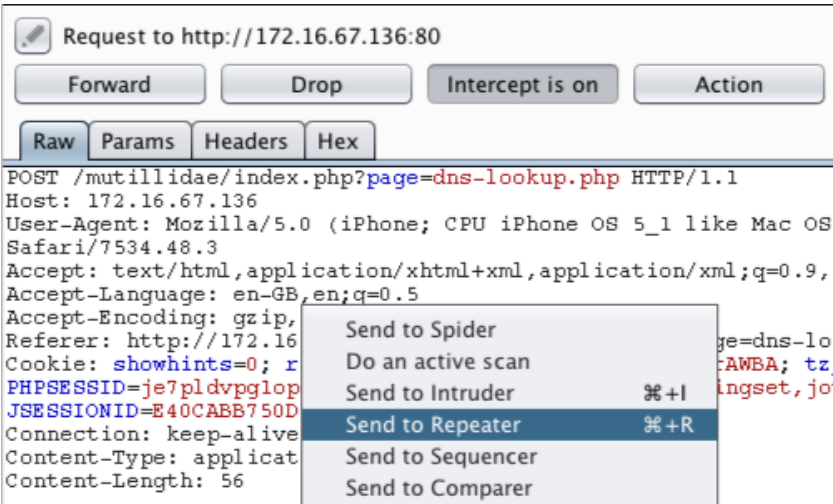 Request to http://172.16.67.136:80
Forward Drop Intercept is on Action
Raw Params Headers Hex
POST /mutillidae/index.php?page=dns-lookup.php HTTP/1.1
Host: 172.16.67.136
User-Agent: Mozilla/5.0 (iPhone; CPU iPhone OS 5_1 like Mac OS
Safari/7534.48.3
Accept: text/html,application/xhtml+xml,application/xml;q=0.9,
Accept-Language: en-GB,en;q=0.5
Accept-Encoding: gzip,
Referer: http://172.16 ge=dns-lo
Cookie: showhints=0; r AWBA; tz
PHPSESSID=je7pldvpglop ingset,jo
JSESSIONID=E40CABB750D
Connection: keep-alive
Content-Type: applicat
Content-Length: 56
Send to Spider
Do an active scan
Send to Intruder ⌘+I
Send to Repeater ⌘+R
Send to Sequencer
Send to Comparer